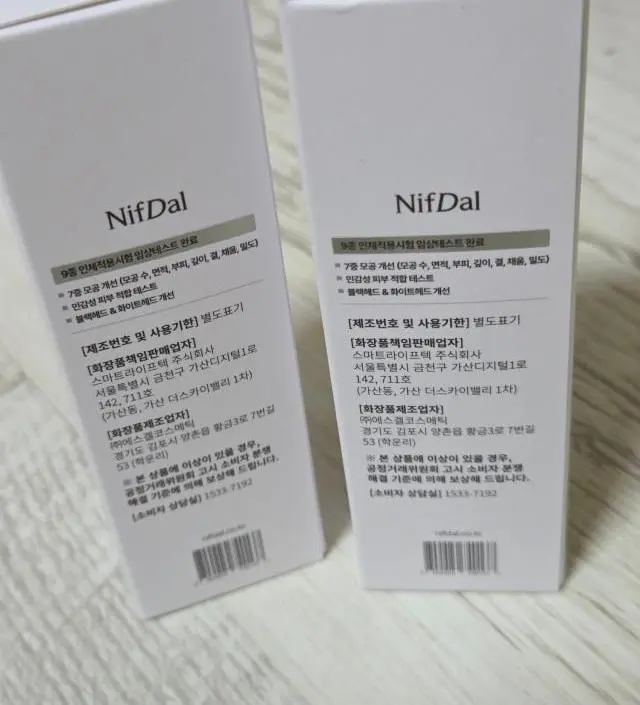 NifDal
9종 인체적용시험 임상테스트 완료
7중 모공 개선 (모공 수, 면적, 부피, 깊이, 결, 채움, 밀도)
민감성 피부 적합 테스트
블랙헤드 & 화이트헤드 개선
[제조번호 및 사용기한] 별도표기
[화장품책임판매업자]
스마트라이프텍 주식회사
서울특별시 금천구 가산디지털1로
142, 711호
(가산동, 가산 더스카이밸리 1차)
[화장품제조업자]
㈜에스겔코스메틱
경기도 김포시 양촌읍 황금3로 7번길
53 (학운리)
※ 본 상품에 이상이 있을 경우,
공정거래위원회 고시 소비자 분쟁
해결 기준에 의해 보상해 드립니다.
[소비자 상담실] 1533-7192
nifdal.co.kr
NifDal
9종 인체적용시험 임상테스트 완료
7중 모공 개선 (모공 수, 면적, 부피, 깊이, 결, 채움, 밀도)
민감성 피부 적합 테스트
블랙헤드 & 화이트헤드 개선
[제조번호 및 사용기한] 별도표기
[화장품책임판매업자]
스마트라이프텍 주식회사
서울특별시 금천구 가산디지털1로
142, 711호
(가산동, 가산 더스카이밸리 1차)
[화장품제조업자]
㈜에스겔코스메틱
경기도 김포시 양촌읍 황금3로 7번길
53 (학운리)
※ 본 상품에 이상이 있을 경우,
공정거래위원회 고시 소비자 분쟁
해결 기준에 의해 보상해 드립니다.
[소비자 상담실] 1533-7192
nifdal.co.kr